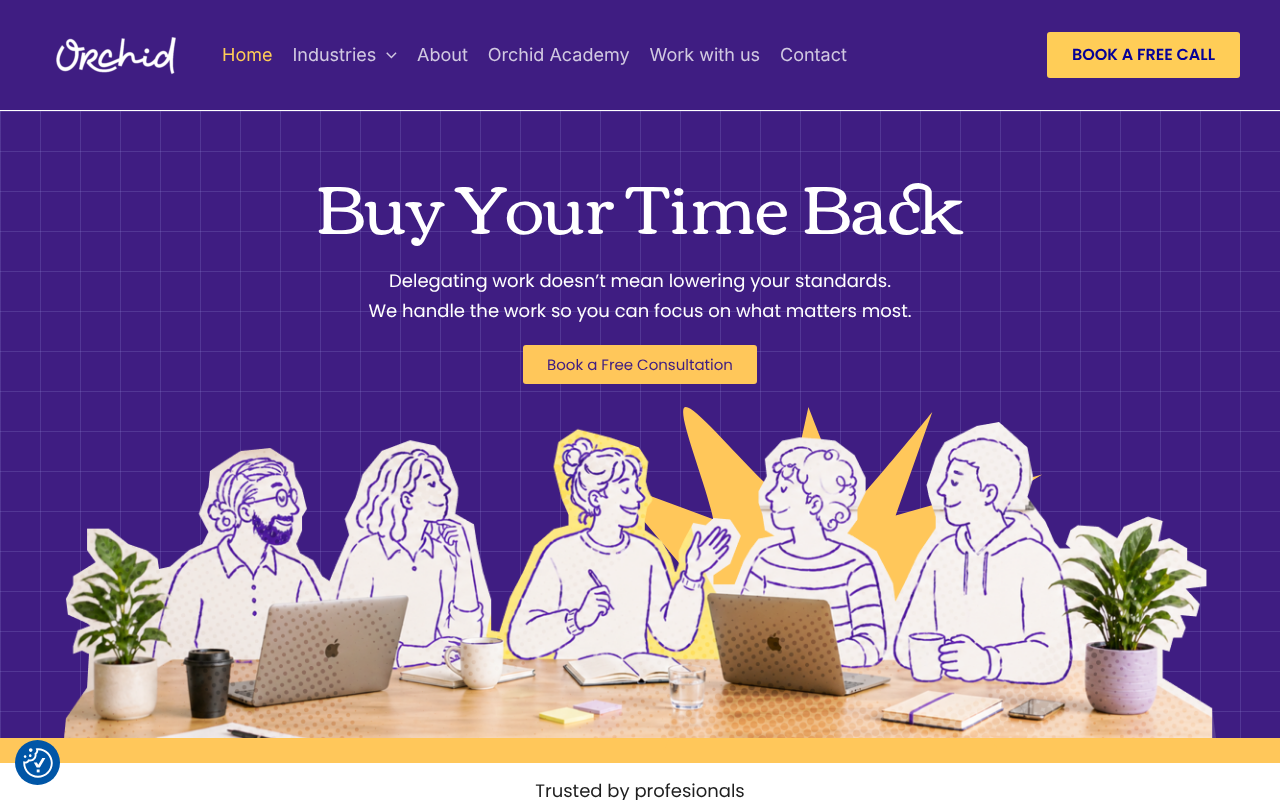 Orchid
Home
Industries
About
Orchid Academy
Work with us
Contact
BOOK A FREE CALL
Buy Your Time Back
Delegating work doesn’t mean lowering your standards.
We handle the work so you can focus on what matters most.
Book a Free Consultation
Trusted by profesionals